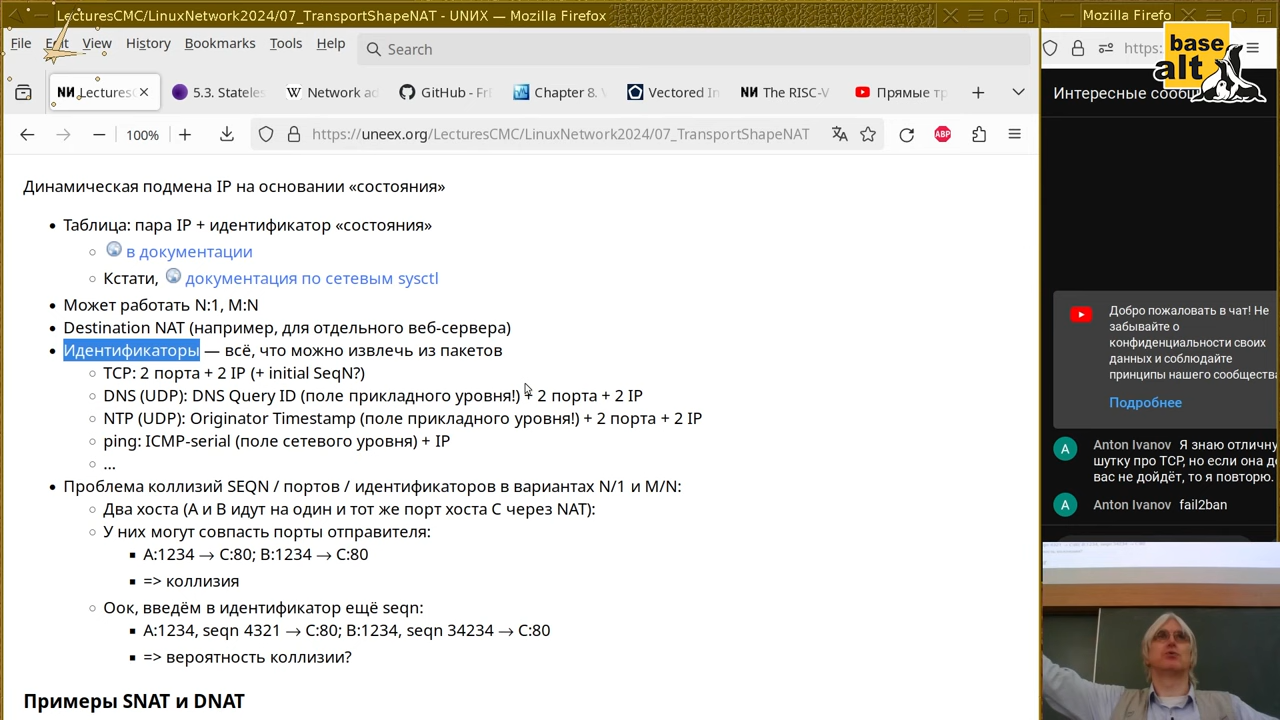 LecturesCMC/LinuxNetwork2024/07_TransportShapeNAT - UNИX — Mozilla Firefox
Mozilla Firefo
File Edit View History Bookmarks Tools Help
Search
https:
base
alt
NИ Lectures
5.3. Stateles
Network ad
GitHub - Fr
Chapter 8.
Vectored In
NИ The RISC-V
Прямые тр
100%
https://uneex.org/LecturesCMC/LinuxNetwork2024/07_TransportShapeNAT
ABP
Динамическая подмена IP на основании «состояния»
Таблица: пара IP + идентификатор «состояния»
в документации
Кстати, документация по сетевым sysctl
Может работать N:1, M:N
Destination NAT (например, для отдельного веб-сервера)
Идентификаторы — всё, что можно извлечь из пакетов
TCP: 2 порта + 2 IP (+ initial SeqN?)
DNS (UDP): DNS Query ID (поле прикладного уровня!) + 2 порта + 2 IP
NTP (UDP): Originator Timestamp (поле прикладного уровня!) + 2 порта + 2 IP
ping: ICMP-serial (поле сетевого уровня) + IP
...
Проблема коллизий SEQN / портов / идентификаторов в вариантах N/1 и M/N:
Два хоста (A и B идут на один и тот же порт хоста C через NAT):
У них могут совпасть порты отправителя:
A:1234 → C:80; B:1234 → C:80
=> коллизия
Оок, введём в идентификатор ещё seqn:
A:1234, seqn 4321 → C:80; B:1234, seqn 34234 → C:80
=> вероятность коллизии?
Примеры SNAT и DNAT
Интересные сообщ
Добро пожаловать в чат! Не
забывайте о
конфиденциальности своих
данных и соблюдайте
принципы нашего сообщества
Подробнее
A Anton Ivanov Я знаю отличну
шутку про TCP, но если она д
вас не дойдёт, то я повторю.
A Anton Ivanov fail2ban